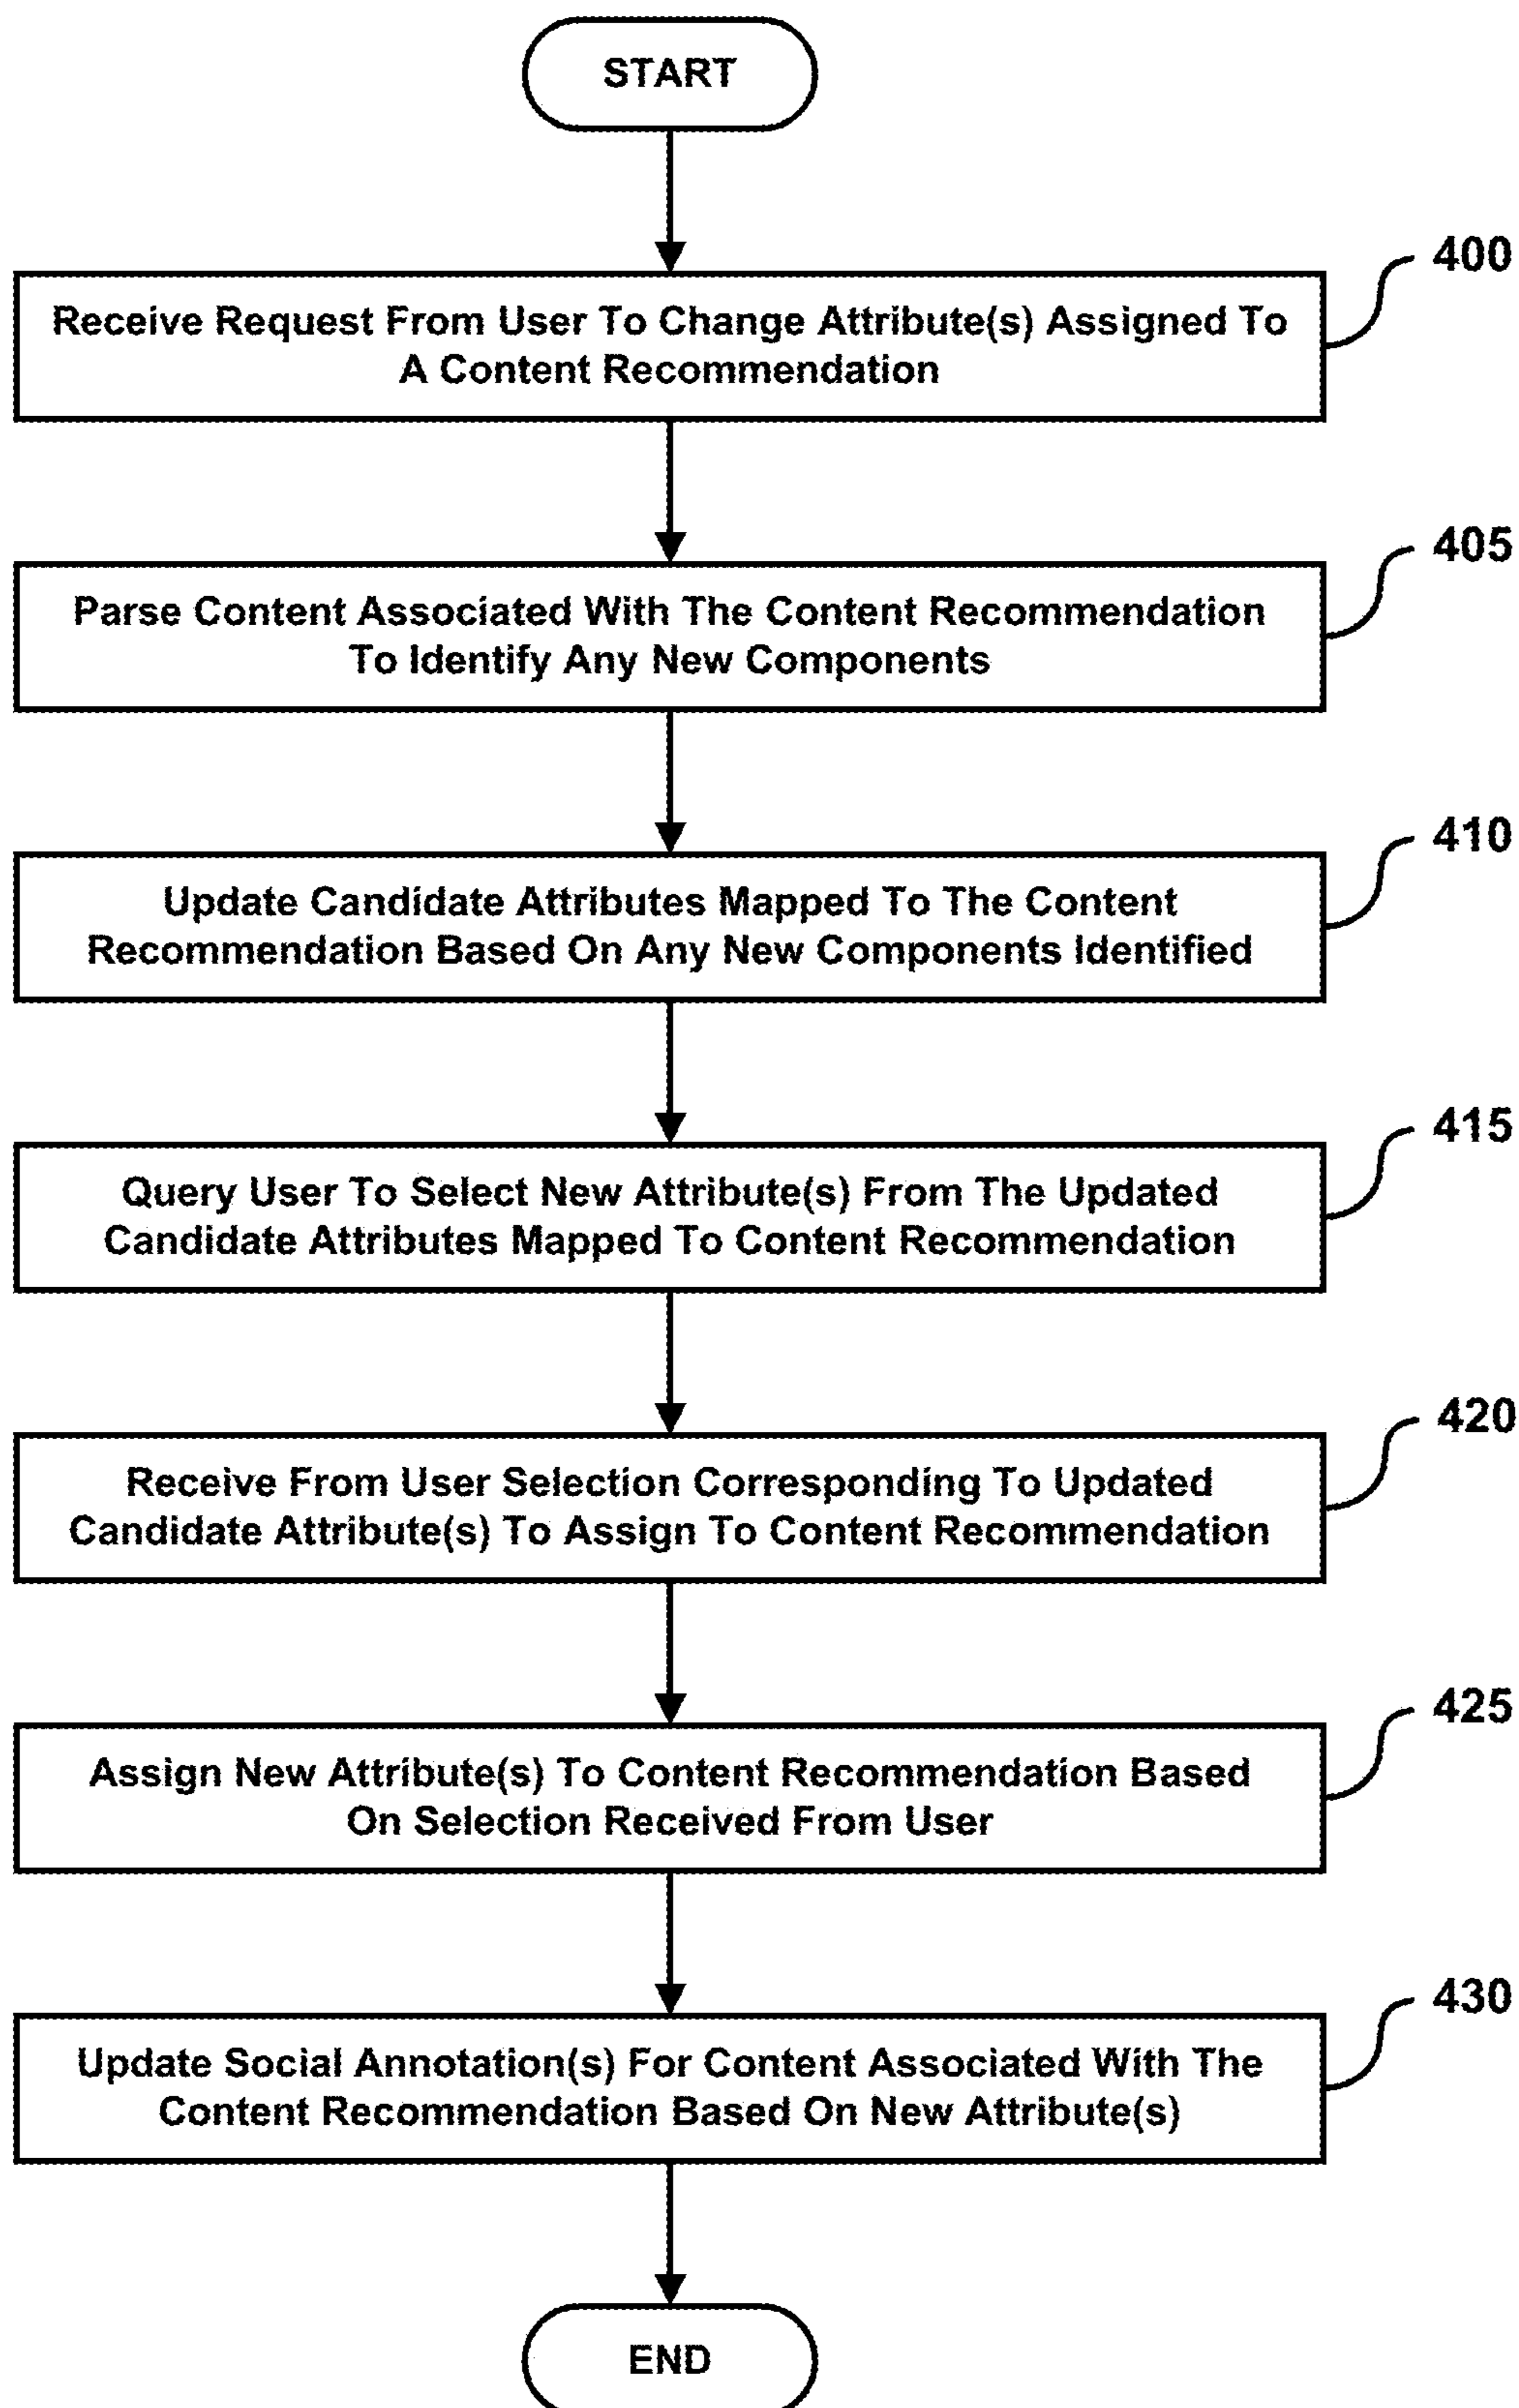 START
400
Receive Request From User To Change Attribute(s) Assigned To
A Content Recommendation
405
Parse Content Associated With The Content Recommendation
To Identify Any New Components
410
Update Candidate Attributes Mapped To The Content
Recommendation Based On Any New Components Identified
415
Query User To Select New Attribute(s) From The Updated
Candidate Attributes Mapped To Content Recommendation
420
Receive From User Selection Corresponding To Updated
Candidate Attribute(s) To Assign To Content Recommendation
425
Assign New Attribute(s) To Content Recommendation Based
On Selection Received From User
430
Update Social Annotation(s) For Content Associated With The
Content Recommendation Based On New Attribute(s)
END